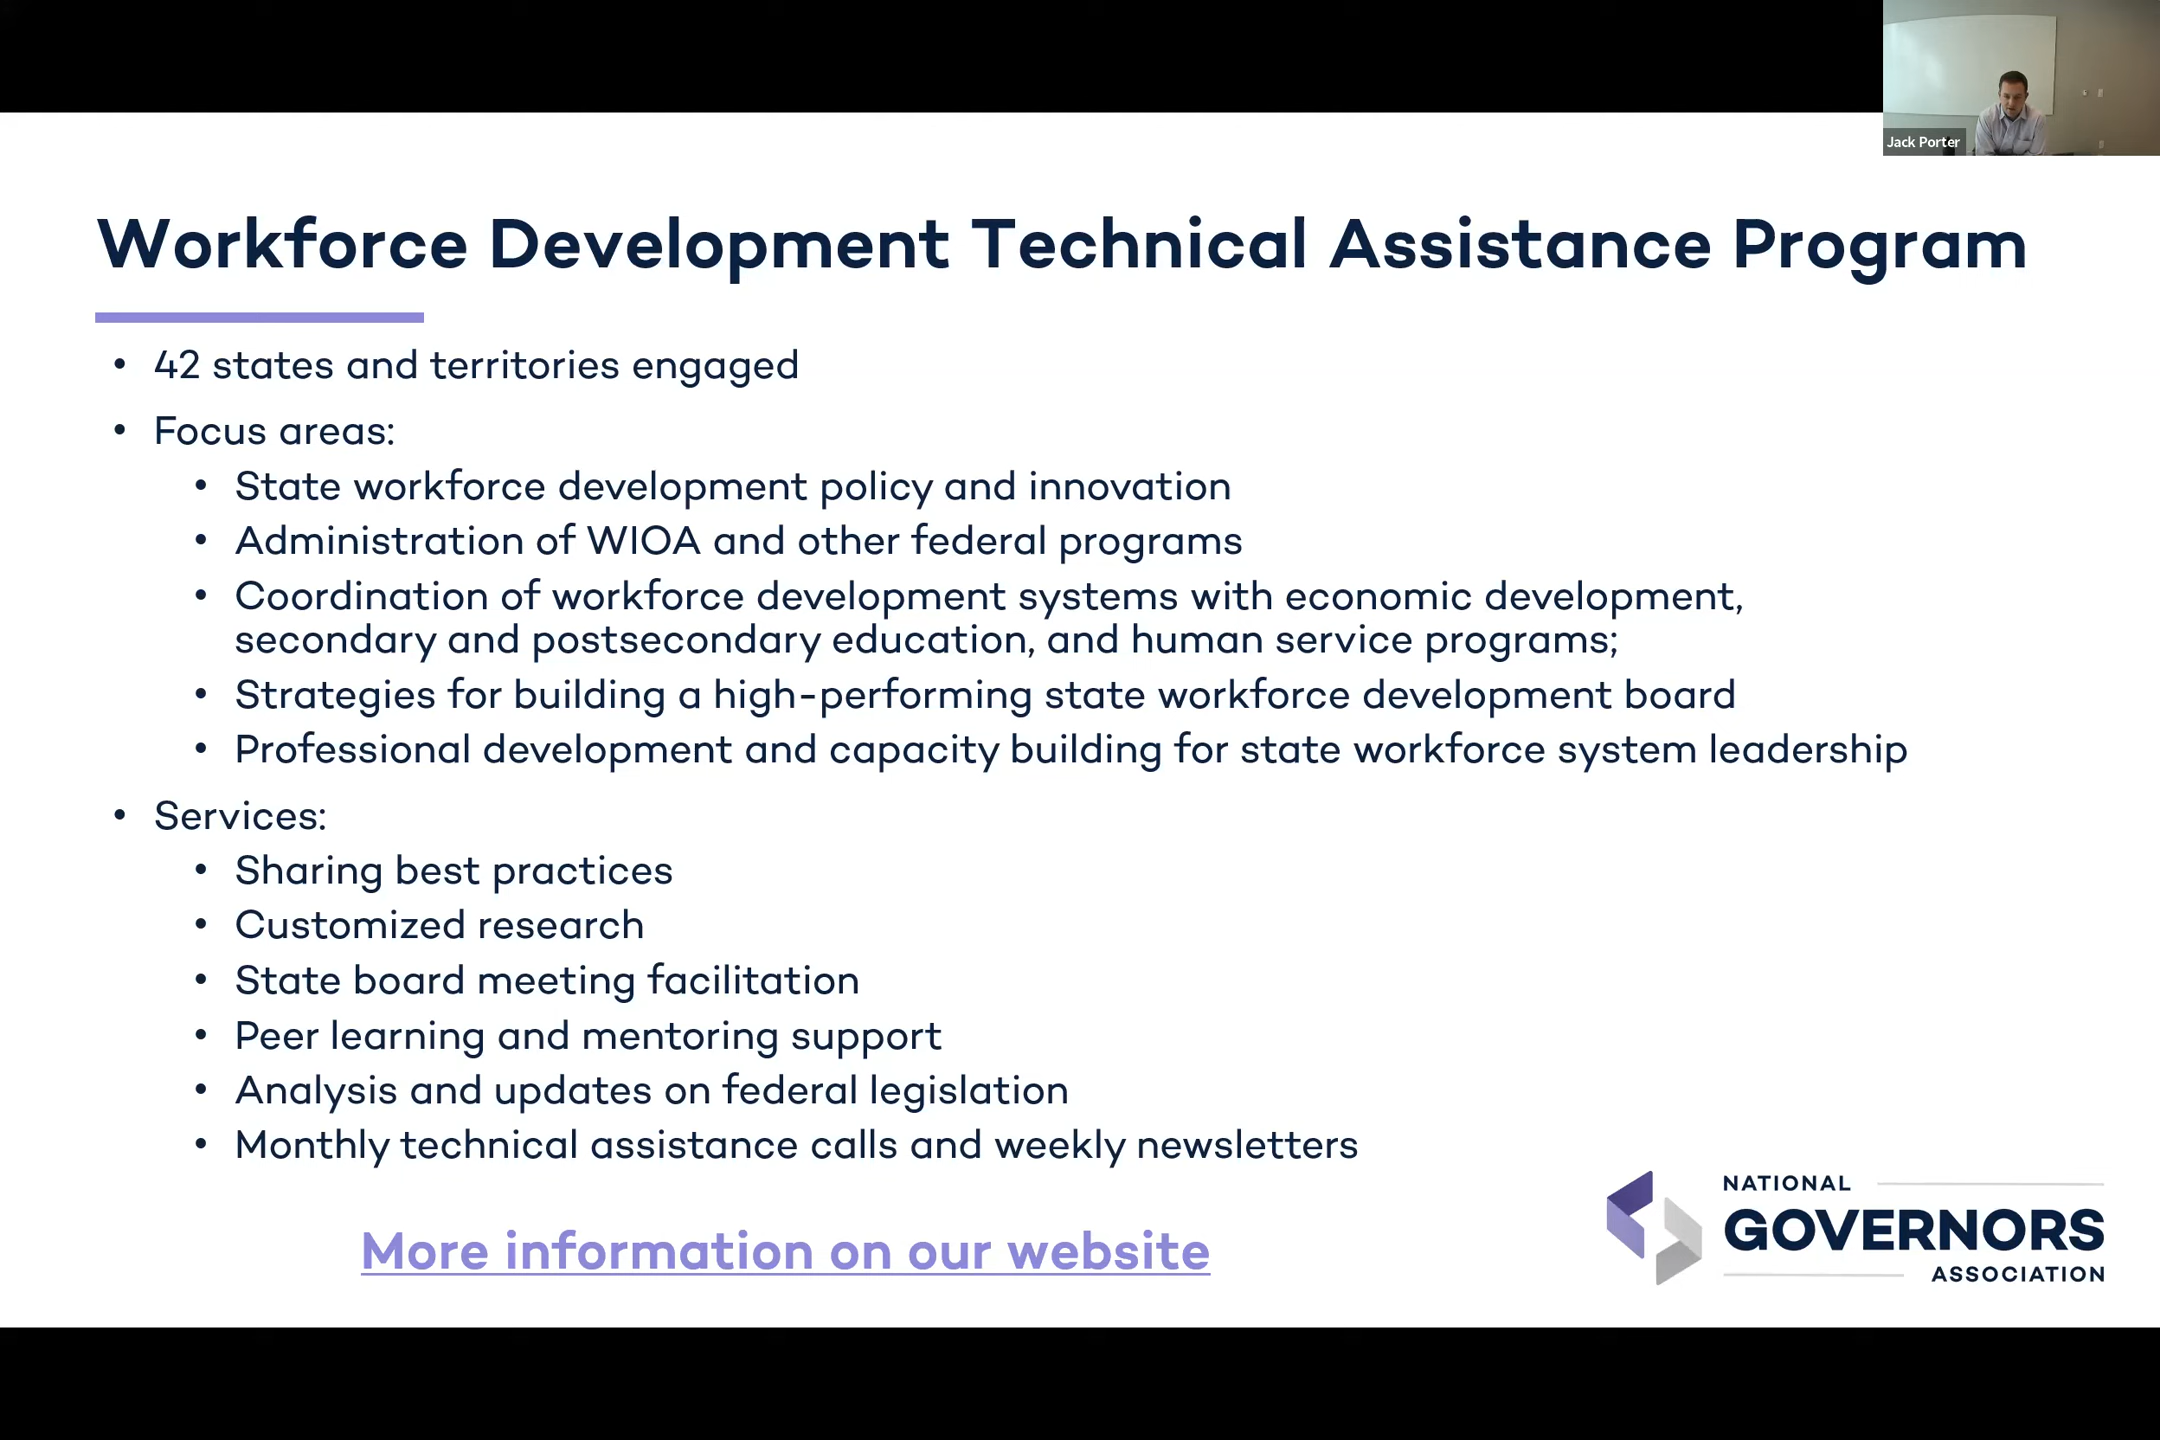 Jack Porter
Workforce Development Technical Assistance Program
• 42 states and territories engaged
• Focus areas:
• State workforce development policy and innovation
• Administration of WIOA and other federal programs
• Coordination of workforce development systems with economic development,
secondary and postsecondary education, and human service programs;
• Strategies for building a high-performing state workforce development board
• Professional development and capacity building for state workforce system leadership
• Services:
• Sharing best practices
• Customized research
• State board meeting facilitation
• Peer learning and mentoring support
• Analysis and updates on federal legislation
• Monthly technical assistance calls and weekly newsletters
More information on our website
NATIONAL
GOVERNORS
ASSOCIATION